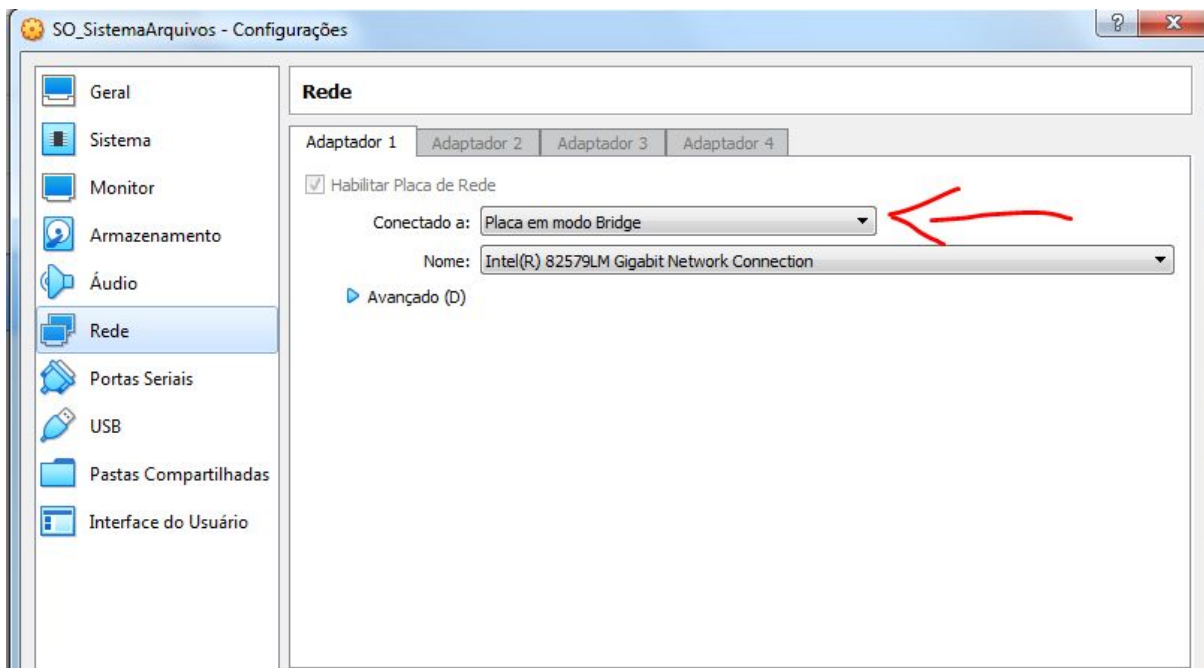 SO_SistemaArquivos - Configurações
Geral
Sistema
Monitor
Armazenamento
Áudio
Rede
Portas Seriais
USB
Pastas Compartilhadas
Interface do Usuário
Rede
Adaptador 1 Adaptador 2 Adaptador 3 Adaptador 4
Habilitar Placa de Rede
Conectado a: Placa em modo Bridge
Nome: Intel(R) 82579LM Gigabit Network Connection
Avançado (D)